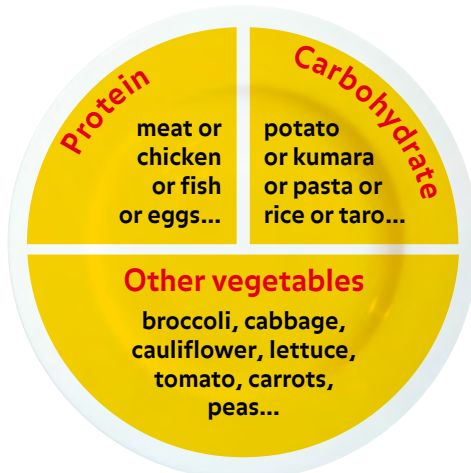 Protein
meat or
chicken
or fish
or eggs...
Carbohydrate
potato
or kumara
or pasta or
rice or taro...
Other vegetables
broccoli, cabbage,
cauliflower, lettuce,
tomato, carrots,
peas...